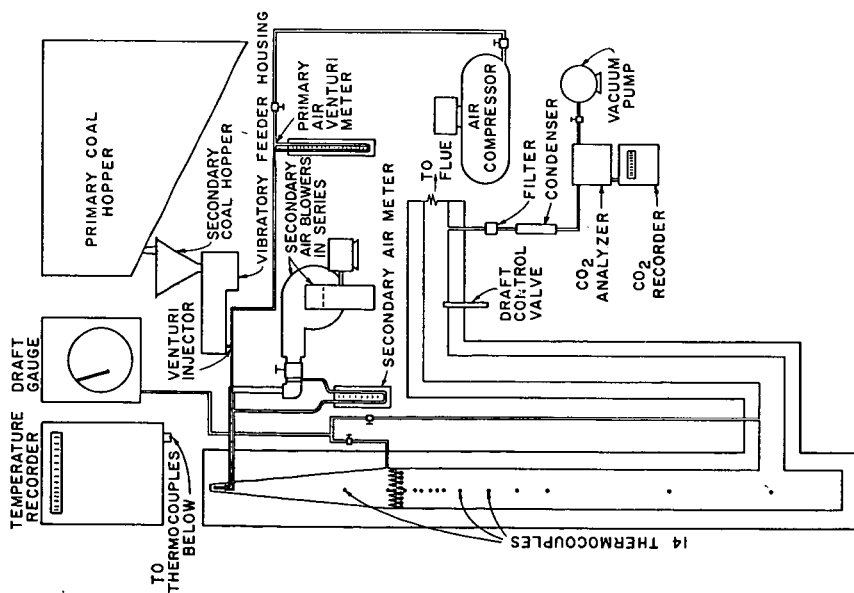 TEMPERATURE
RECORDER
DRAFT
GAUGE
PRIMARY COAL
HOPPER
SECONDARY
COAL HOPPER
VIBRATORY FEEDER HOUSING
VENTURI
INJECTOR
TO
THERMOCOUPLES
BELOW
SECONDARY
AIR BLOWERS
IN SERIES
PRIMARY
AIR
VENTURI
METER
SECONDARY AIR METER
AIR
COMPRESSOR
TO
FLUE
FILTER
CONDENSER
VACUUM
PUMP
DRAFT
CONTROL
VALVE
CO2
ANALYZER
CO2
RECORDER
14 THERMOCOUPLES